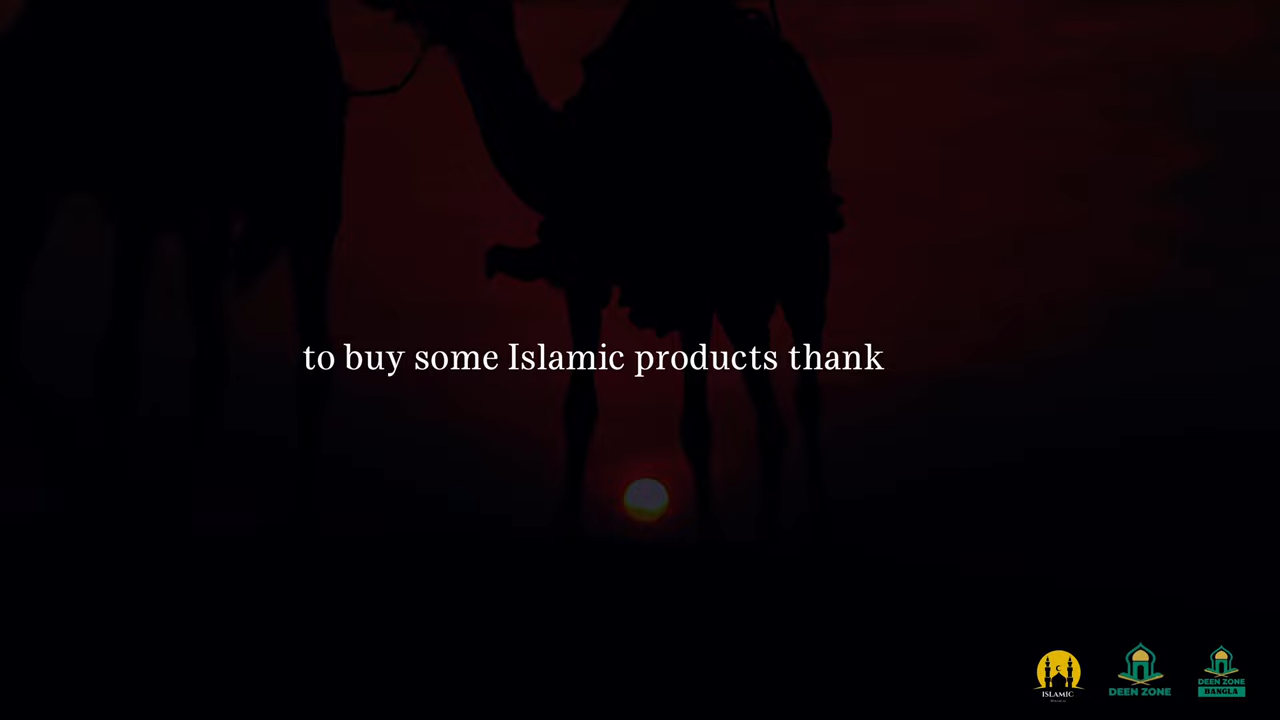 to buy some Islamic products thank
ISLAMIC
DEEN ZONE
DEEN ZONE
BANGLA